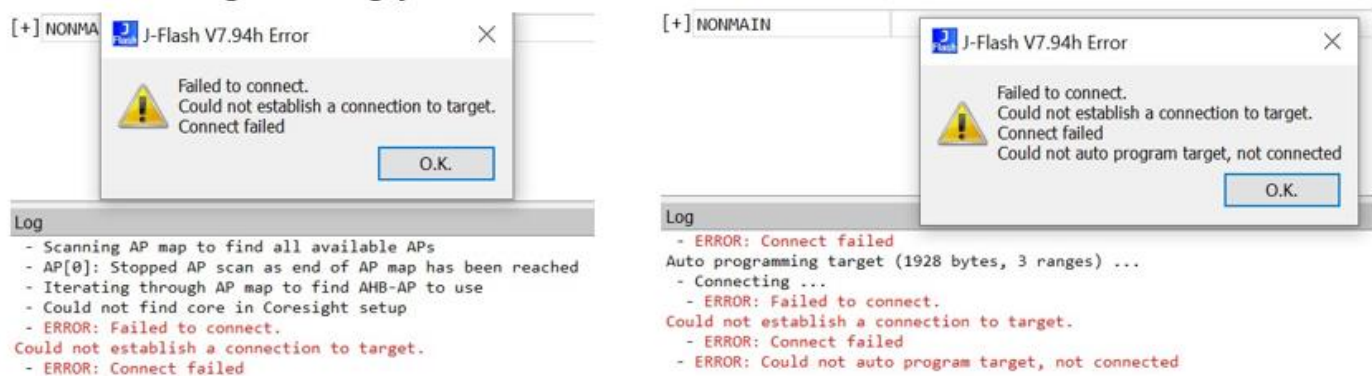 [+] NONMA
J-Flash V7.94h Error
Failed to connect.
Could not establish a connection to target.
Connect failed
O.K.
Log
- Scanning AP map to find all available APs
- AP[0]: Stopped AP scan as end of AP map has been reached
- Iterating through AP map to find AHB-AP to use
- Could not find core in Coresight setup
- ERROR: Failed to connect.
Could not establish a connection to target.
- ERROR: Connect failed
[+] NONMAIN
J-Flash V7.94h Error
Failed to connect.
Could not establish a connection to target.
Connect failed
Could not auto program target, not connected
O.K.
Log
- ERROR: Connect failed
Auto programming target (1928 bytes, 3 ranges) ...
- Connecting ...
- ERROR: Failed to connect.
Could not establish a connection to target.
- ERROR: Connect failed
- ERROR: Could not auto program target, not connected